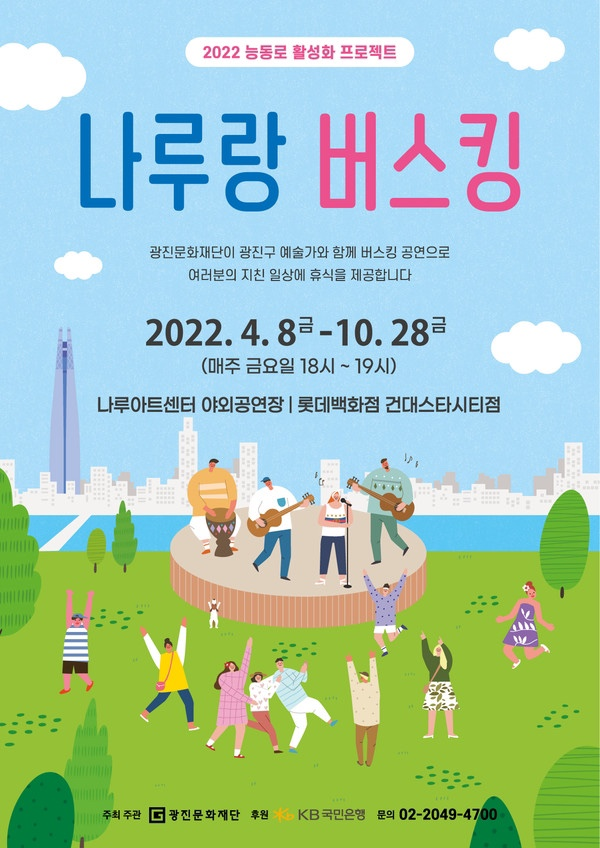 2022 능동로 활성화 프로젝트
나루랑 버스킹
광진문화재단이 광진구 예술가와 함께 버스킹 공연으로
여러분의 지친 일상에 휴식을 제공합니다
2022. 4. 8금 - 10. 28금
(매주 금요일 18시 ~ 19시)
나루아트센터 야외공연장 | 롯데백화점 건대스타시티점
주최 주관 광진문화재단 후원 KB국민은행 문의 02-2049-4700